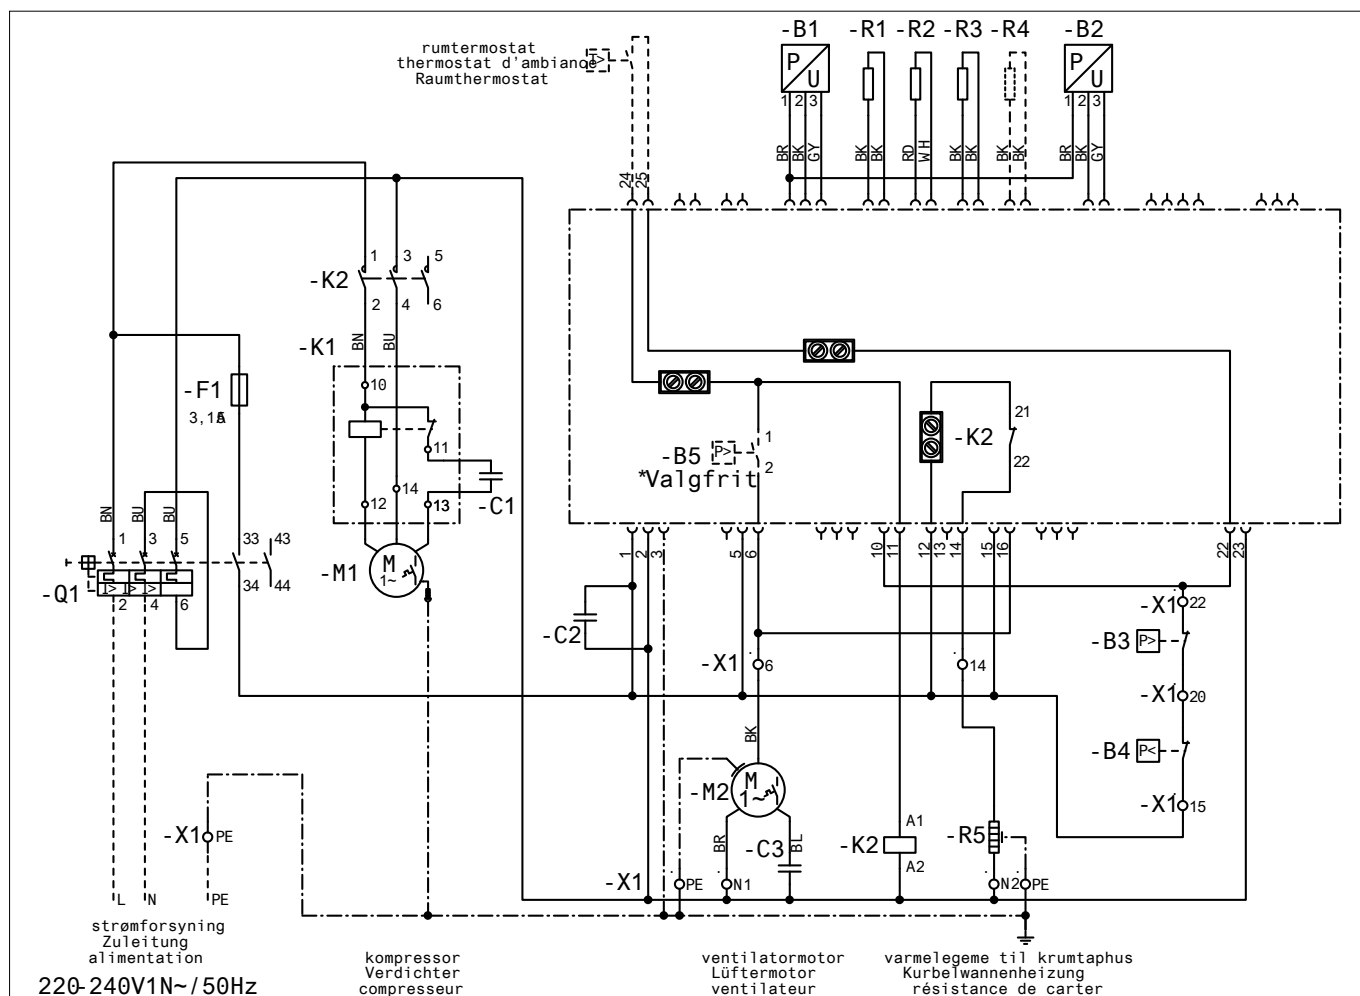 -B1 -R1 -R2 -R3 -R4 -B2
rumtermostat
thermostat d'ambiance
Raumthermostat
T>
P U
P U
1 2 3
1 2 3
BR BK GY BK BK RD WH BK BK BK BK BR BK GY
24 25
1 3 5
-K2
2 4 6
BN BU
-K1
10
-F1
3,15
11
21
-K2
22
1
-B5 P>
2
*Valgfrit
12 14 13
-C1
BN BU BU
1 3 5 33 43
-Q1
I> I> I>
2 4 6 34 44
-M1
M
1~
1 2 3 5 6 10 11 12 13 14 15 16 22 23
-C2
-X1 22
-B3 P>
-X1 6
14
-X1 20
BK
-B4 P<
-M2
M
1~
-X1 15
A1
-X1 PE
BR
-C3
BL
-K2
A2
-R5
-X1
PE N1 N2 PE
L N PE
strømforsyning
Zuleitung
alimentation
220-240V1N~/50Hz
kompressor
Verdichter
compresseur
ventilatormotor
Lüftermotor
ventilateur
varmelegeme til krumtaphus
Kurbelwannenheizung
résistance de carter